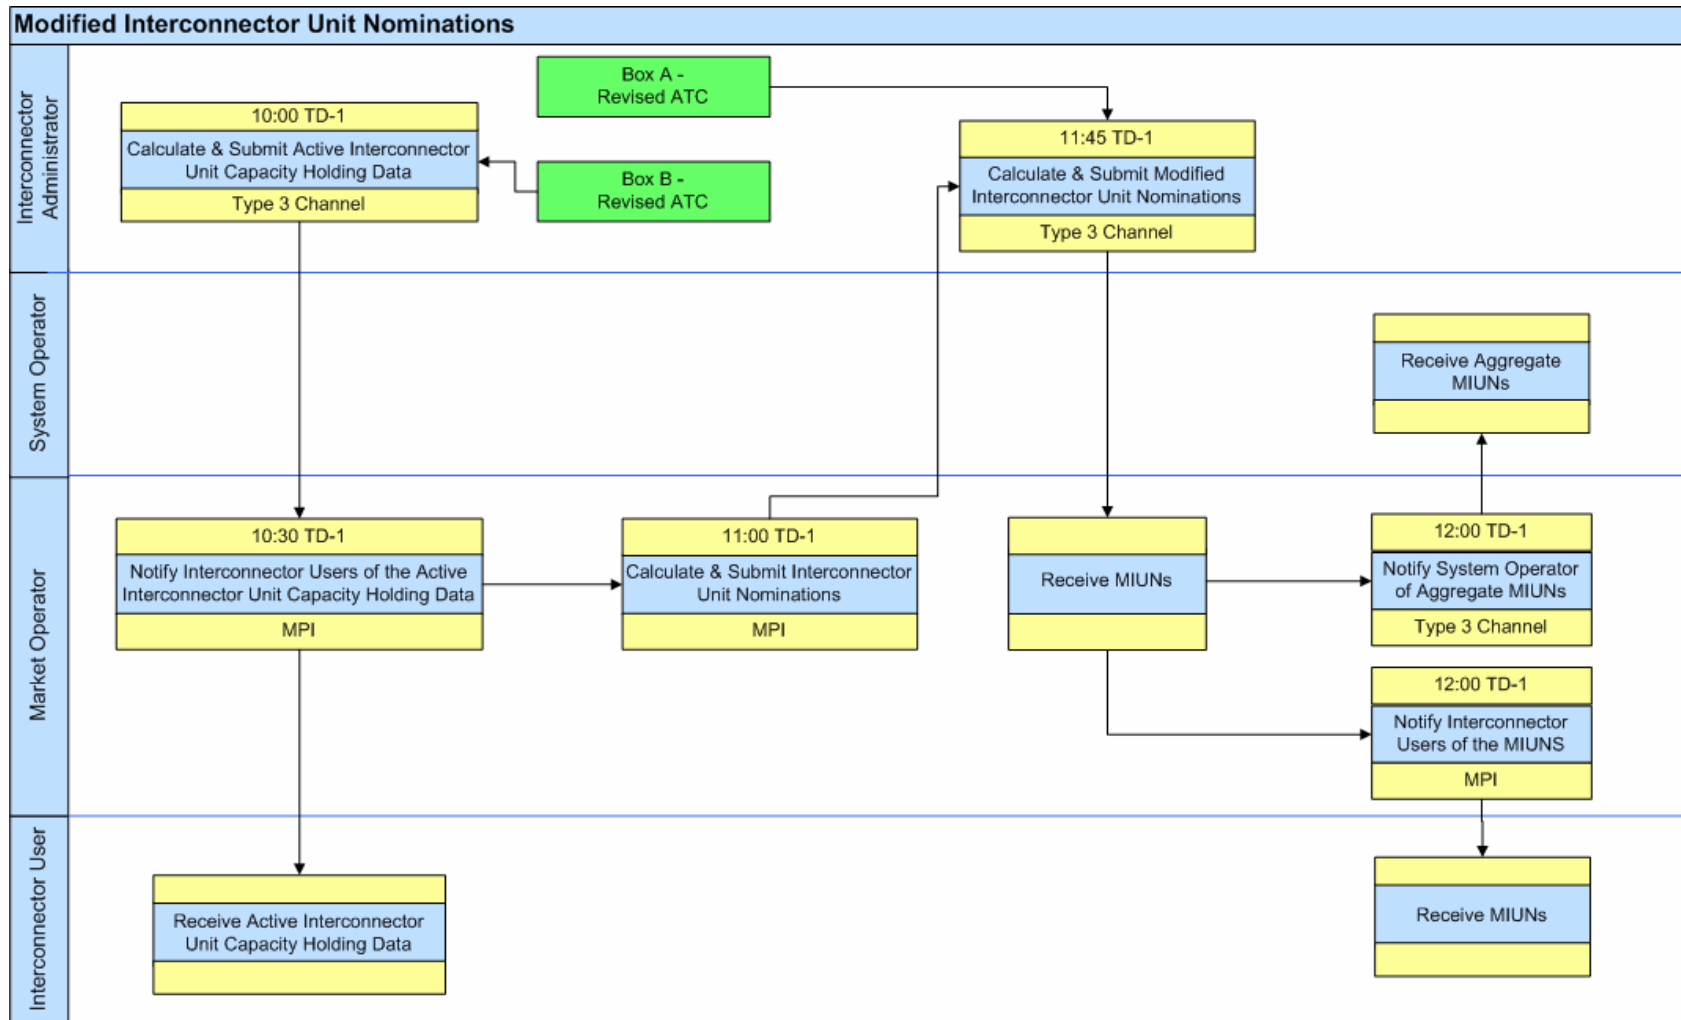 Modified Interconnector Unit Nominations
Interconnector
Administrator
10:00 TD-1
Calculate & Submit Active Interconnector
Unit Capacity Holding Data
Type 3 Channel
Box A -
Revised ATC
Box B -
Revised ATC
11:45 TD-1
Calculate & Submit Modified
Interconnector Unit Nominations
Type 3 Channel
System Operator
Receive Aggregate
MIUNs
Market Operator
10:30 TD-1
Notify Interconnector Users of the Active
Interconnector Unit Capacity Holding Data
MPI
11:00 TD-1
Calculate & Submit Interconnector
Unit Nominations
MPI
Receive MIUNs
12:00 TD-1
Notify System Operator
of Aggregate MIUNs
Type 3 Channel
12:00 TD-1
Notify Interconnector
Users of the MIUNS
MPI
Interconnector User
Receive Active Interconnector
Unit Capacity Holding Data
Receive MIUNs